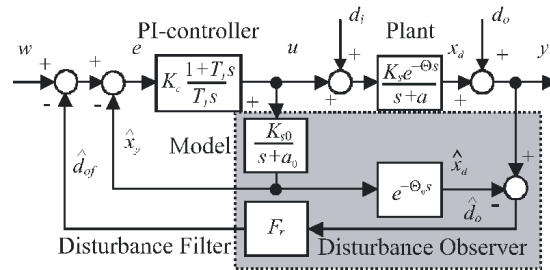 PI-controller
d_i
Plant
d_o
w
+
+
e
K_c (1+T_I s)/(T_I s)
u
+
+
K_s e^{-Θs}/(s+a)
x_d
+
+
y
-
-
+
x̂_y
d̂_of
Model
K_{s0}/(s+a_0)
e^{-Θ_0 s}
x̂_d
+
-
d̂_o
F_r
Disturbance Filter
Disturbance Observer